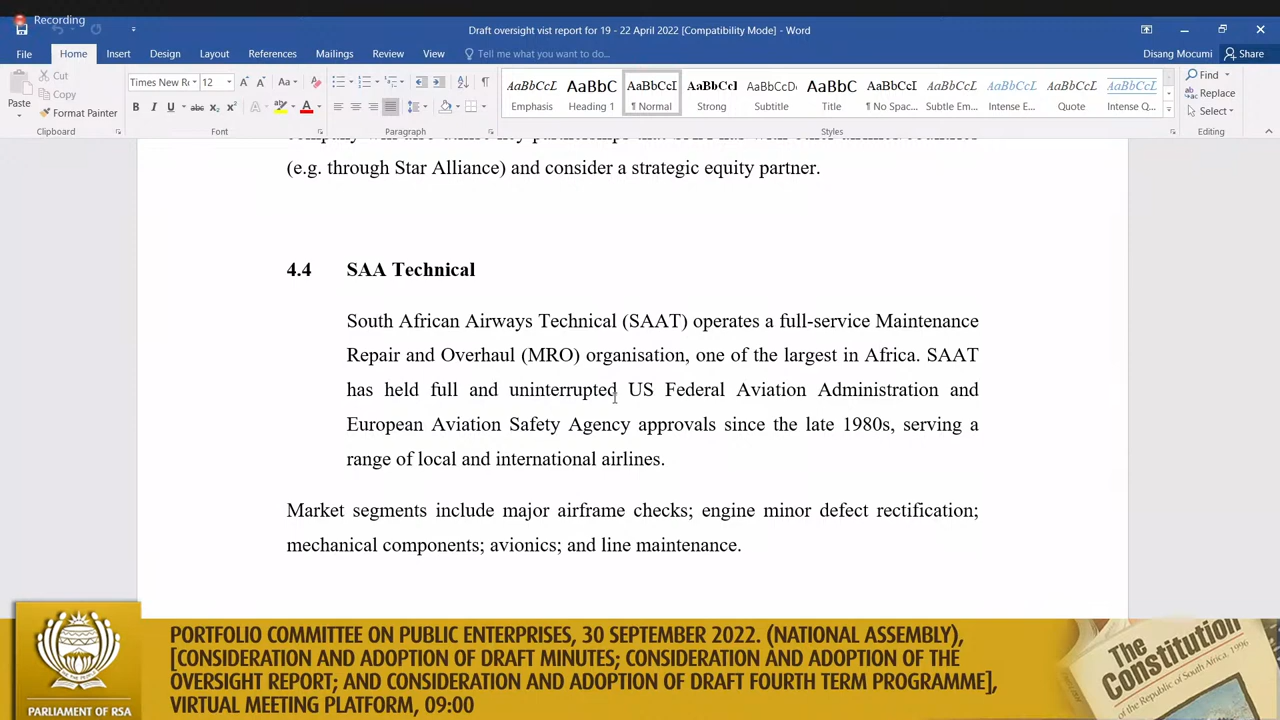 Recording
Draft oversight vist report for 19 - 22 April 2022 [Compatibility Mode] - Word
File Home Insert Design Layout References Mailings Review View Tell me what you want to do... Disang Mocumi Share
Paste
Cut
Copy
Format Painter
Clipboard
Times New R 12
Font
Paragraph
AaBbCcL AaBbC AaBbCcI AaBbCcI AaBbCcD AaBbC AaBbCcI AaBbCcL AaBbCcL AaBbCcL AaBbCcL
Emphasis Heading 1 ¶ Normal Strong Subtitle Title ¶ No Spac... Subtle Em... Intense E... Quote Intense Q...
Styles
Find
Replace
Select
Editing
(e.g. through Star Alliance) and consider a strategic equity partner.
4.4 SAA Technical
South African Airways Technical (SAAT) operates a full-service Maintenance
Repair and Overhaul (MRO) organisation, one of the largest in Africa. SAAT
has held full and uninterrupted US Federal Aviation Administration and
European Aviation Safety Agency approvals since the late 1980s, serving a
range of local and international airlines.
Market segments include major airframe checks; engine minor defect rectification;
mechanical components; avionics; and line maintenance.
PORTFOLIO COMMITTEE ON PUBLIC ENTERPRISES, 30 SEPTEMBER 2022. (NATIONAL ASSEMBLY),
[CONSIDERATION AND ADOPTION OF DRAFT MINUTES; CONSIDERATION AND ADOPTION OF THE
OVERSIGHT REPORT; AND CONSIDERATION AND ADOPTION OF DRAFT FOURTH TERM PROGRAMME],
VIRTUAL MEETING PLATFORM, 09:00
PARLIAMENT OF RSA
The
Constitution
of the Republic of South Africa, 1996